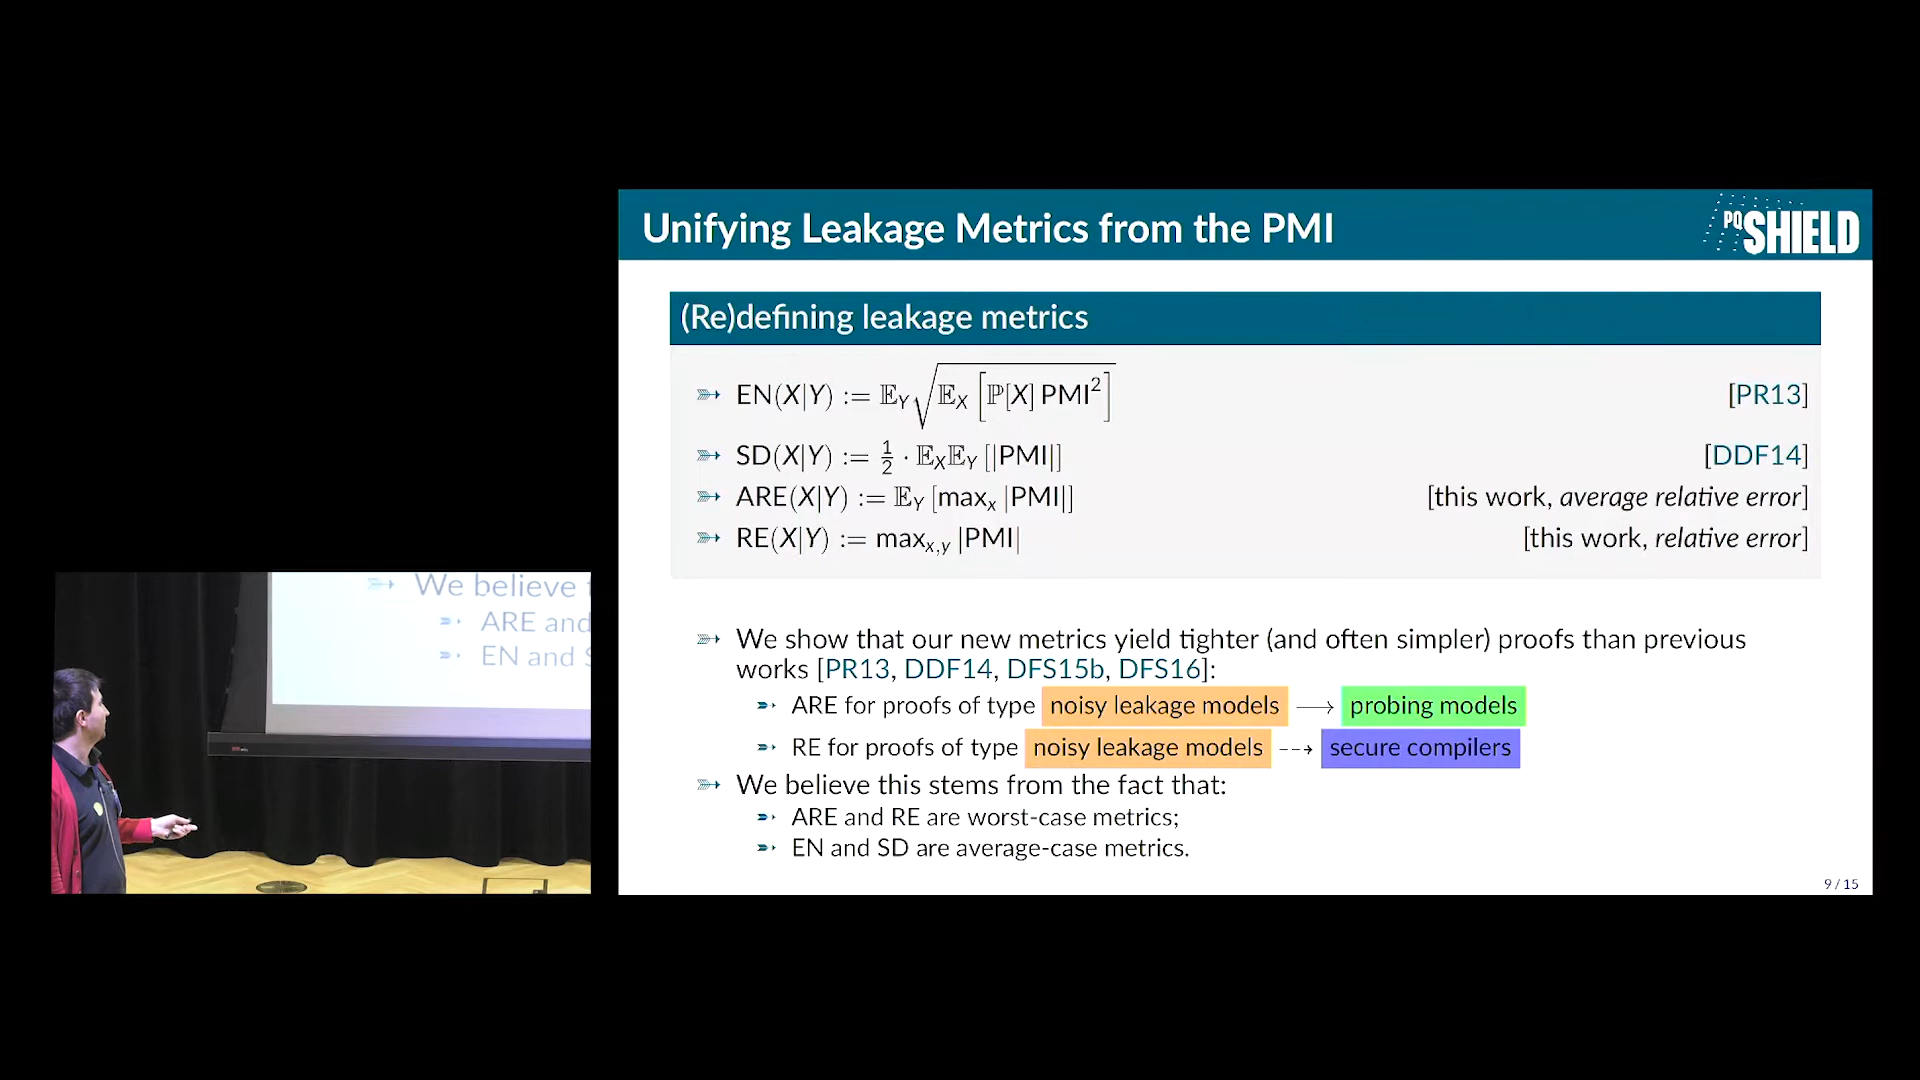 Unifying Leakage Metrics from the PMI
PQ SHIELD
(Re)defining leakage metrics
EN(X|Y) := 𝔼_Y √(𝔼_X [ℙ[X] PMI²]) [PR13]
SD(X|Y) := 1/2 · 𝔼_X𝔼_Y [|PMI|] [DDF14]
ARE(X|Y) := 𝔼_Y [max_x |PMI|] [this work, average relative error]
RE(X|Y) := max_{x,y} |PMI| [this work, relative error]
We show that our new metrics yield tighter (and often simpler) proofs than previous
works [PR13, DDF14, DFS15b, DFS16]:
ARE for proofs of type noisy leakage models ⟶ probing models
RE for proofs of type noisy leakage models ⇢ secure compilers
We believe this stems from the fact that:
ARE and RE are worst-case metrics;
EN and SD are average-case metrics.
9 / 15
We believe
ARE and
EN and